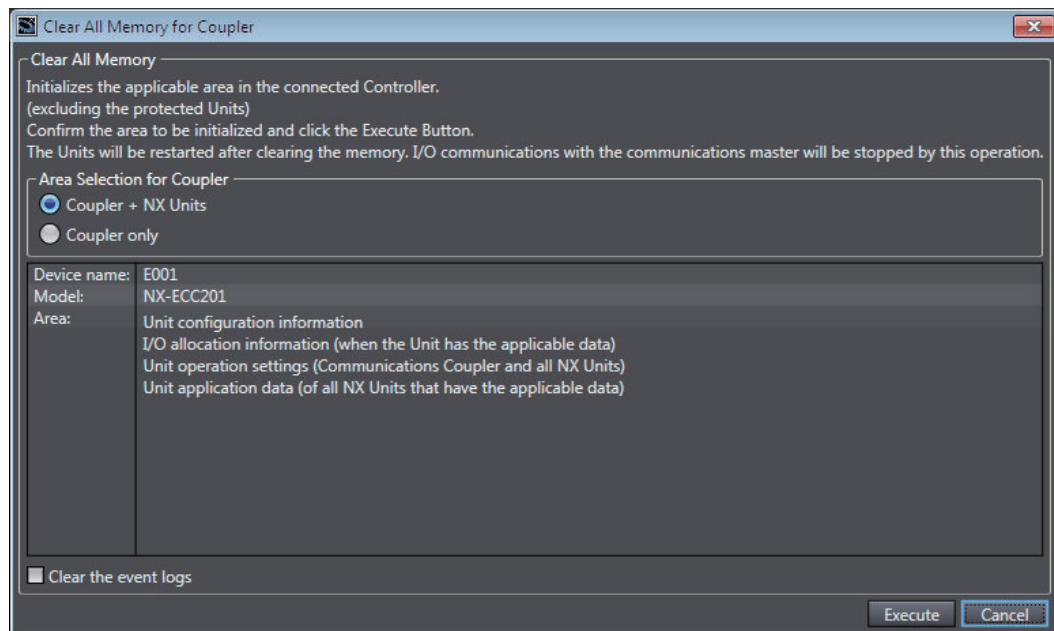 Clear All Memory for Coupler
Clear All Memory
Initializes the applicable area in the connected Controller.
(excluding the protected Units)
Confirm the area to be initialized and click the Execute Button.
The Units will be restarted after clearing the memory. I/O communications with the communications master will be stopped by this operation.
Area Selection for Coupler
Coupler + NX Units
Coupler only
Device name: E001
Model: NX-ECC201
Area: Unit configuration information
I/O allocation information (when the Unit has the applicable data)
Unit operation settings (Communications Coupler and all NX Units)
Unit application data (of all NX Units that have the applicable data)
Clear the event logs
Execute Cancel